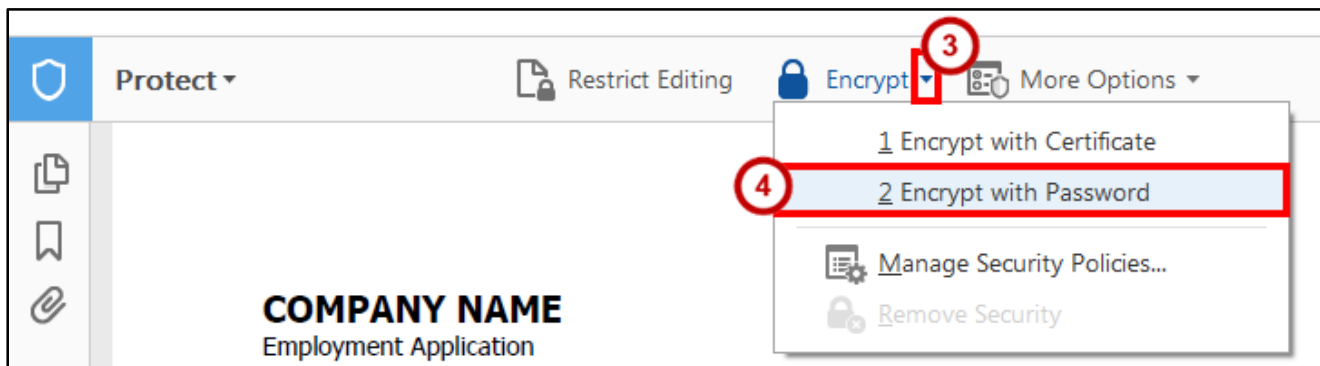 3
Protect
Restrict Editing
Encrypt
More Options
1 Encrypt with Certificate
4
2 Encrypt with Password
Manage Security Policies...
Remove Security
COMPANY NAME
Employment Application